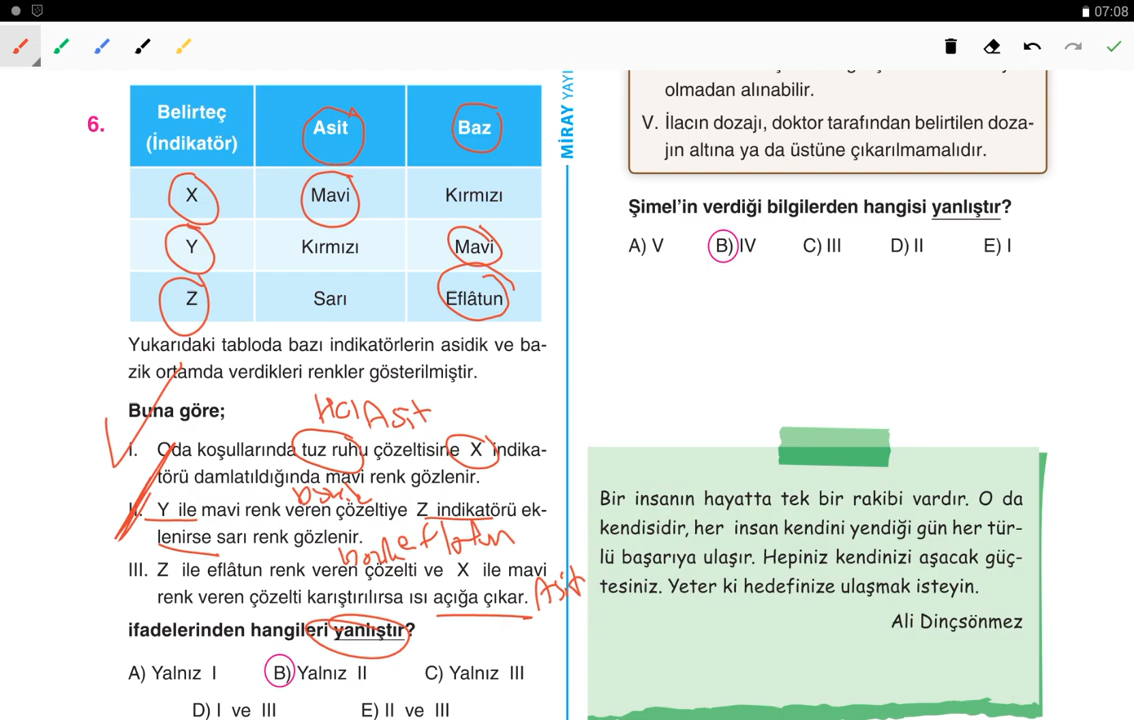 07:08
6.
Belirteç
(İndikatör)
Asit
Baz
X
Mavi
Kırmızı
Y
Kırmızı
Mavi
Z
Sarı
Eflâtun
Yukarıdaki tabloda bazı indikatörlerin asidik ve ba-
zik ortamda verdikleri renkler gösterilmiştir.
Buna göre;
HCl Asit
I. Oda koşullarında tuz ruhu çözeltisine X indika-
törü damlatıldığında mavi renk gözlenir.
bazik
II. Y ile mavi renk veren çözeltiye Z indikatörü ek-
lenirse sarı renk gözlenir.
bazik eflatun
III. Z ile eflâtun renk veren çözelti ve X ile mavi
renk veren çözelti karıştırılırsa ısı açığa çıkar.
Asit
ifadelerinden hangileri yanlıştır?
A) Yalnız I
B) Yalnız II
C) Yalnız III
D) I ve III
E) II ve III
MİRAY YAYI
olmadan alınabilir.
V. İlacın dozajı, doktor tarafından belirtilen doza-
jın altına ya da üstüne çıkarılmamalıdır.
Şimel'in verdiği bilgilerden hangisi yanlıştır?
A) V
B) IV
C) III
D) II
E) I
Bir insanın hayatta tek bir rakibi vardır. O da
kendisidir, her insan kendini yendiği gün her tür-
lü başarıya ulaşır. Hepiniz kendinizi aşacak güç-
tesiniz. Yeter ki hedefinize ulaşmak isteyin.
Ali Dinçsönmez